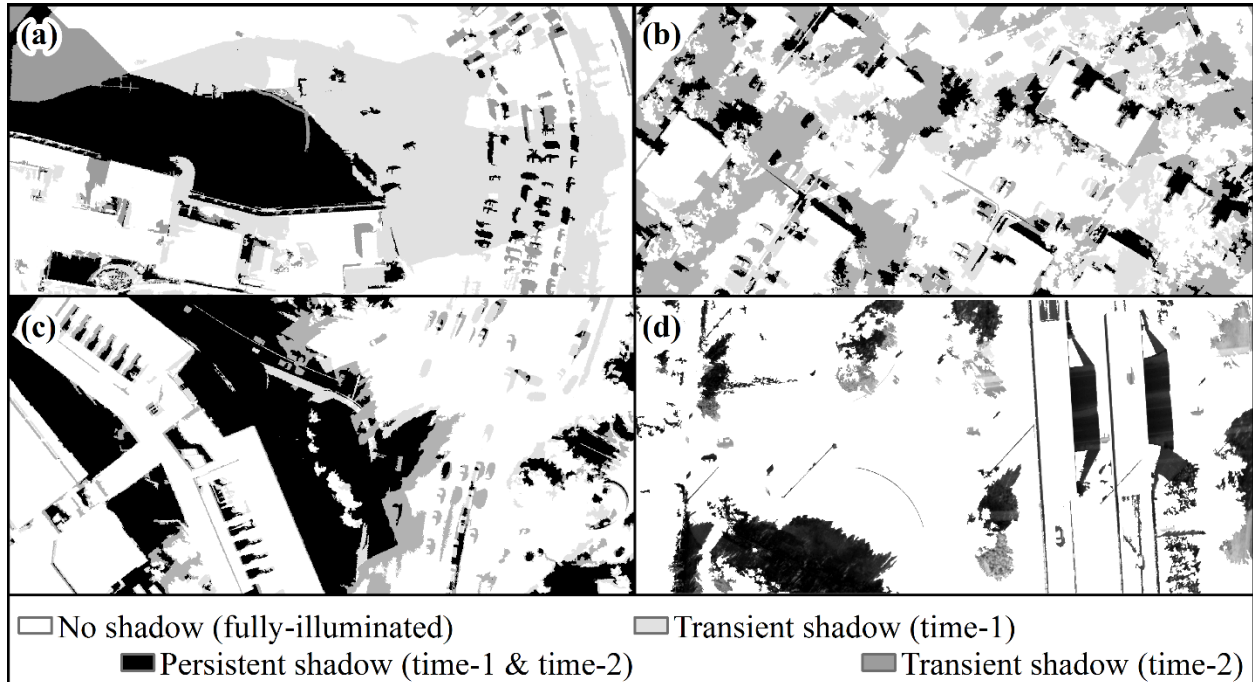 (a)
(b)
(c)
(d)
No shadow (fully-illuminated)
Transient shadow (time-1)
Persistent shadow (time-1 & time-2)
Transient shadow (time-2)